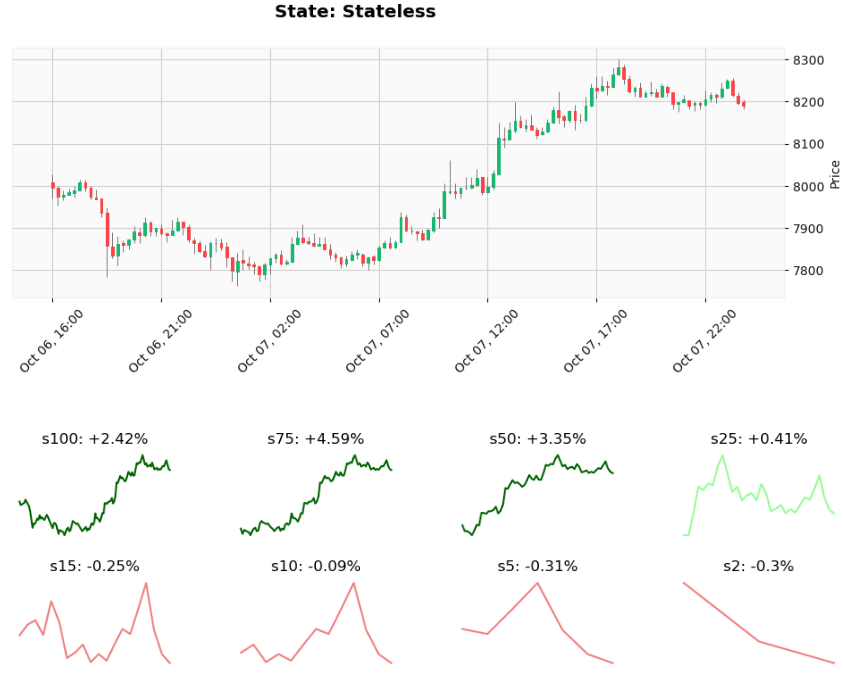 State: Stateless
8300
8200
8100
8000
7900
7800
Price
Oct 06, 16:00
Oct 06, 21:00
Oct 07, 02:00
Oct 07, 07:00
Oct 07, 12:00
Oct 07, 17:00
Oct 07, 22:00
s100: +2.42%
s75: +4.59%
s50: +3.35%
s25: +0.41%
s15: -0.25%
s10: -0.09%
s5: -0.31%
s2: -0.3%